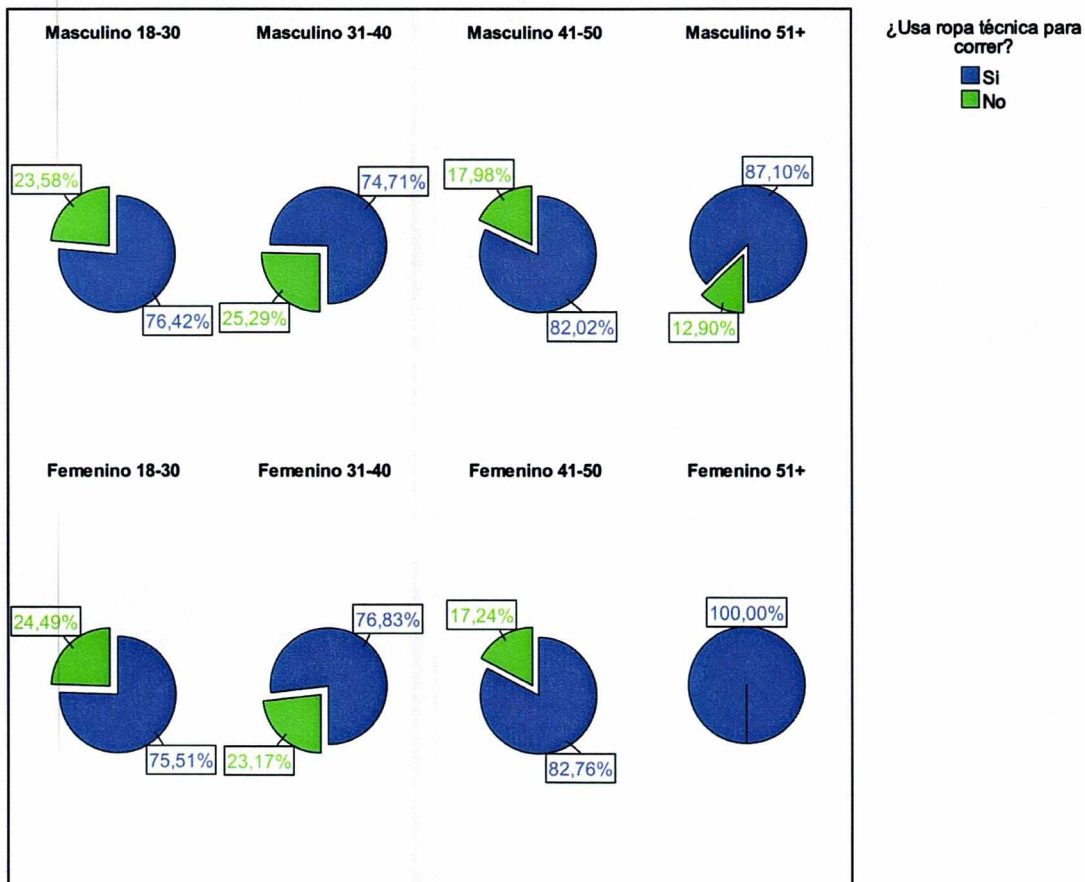 Masculino 18-30
Masculino 31-40
Masculino 41-50
Masculino 51+
¿Usa ropa técnica para
correr?
Si
No
23,58%
74,71%
17,98%
87,10%
76,42%
25,29%
82,02%
12,90%
Femenino 18-30
Femenino 31-40
Femenino 41-50
Femenino 51+
24,49%
76,83%
17,24%
100,00%
75,51%
23,17%
82,76%